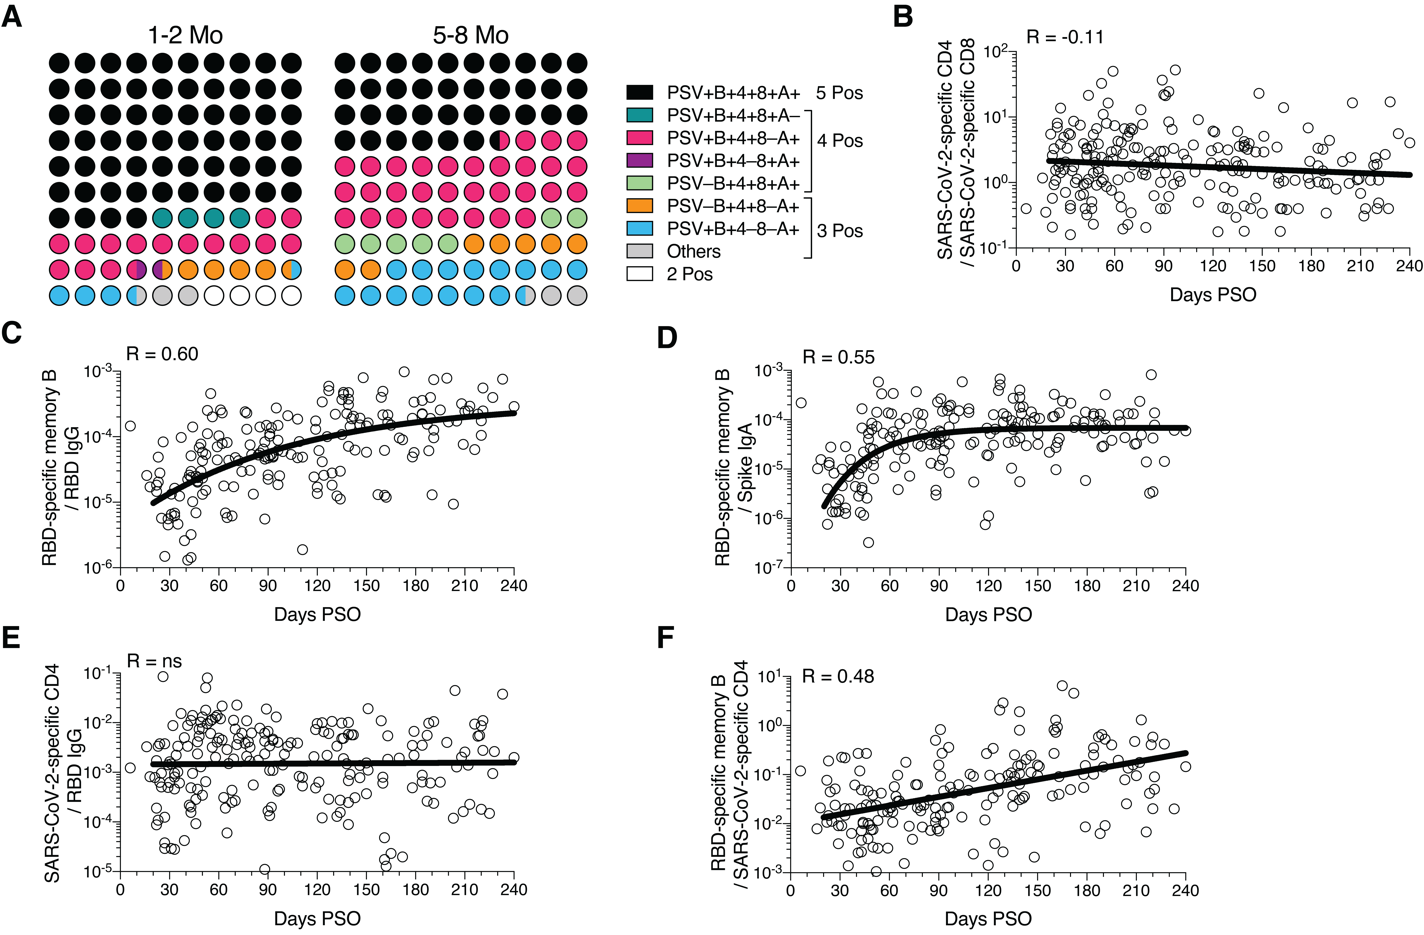 A
1-2 Mo
5-8 Mo
PSV+B+4+8+A+ 5 Pos
PSV+B+4+8+A–
PSV+B+4+8–A+
PSV+B+4–8+A+
PSV–B+4+8+A+
4 Pos
PSV–B+4+8–A+
PSV+B+4–8–A+
Others
3 Pos
2 Pos
B
R = -0.11
SARS-CoV-2-specific CD4
/ SARS-CoV-2-specific CD8
10²
10¹
10⁰
10⁻¹
0 30 60 90 120 150 180 210 240
Days PSO
C
R = 0.60
RBD-specific memory B
/ RBD IgG
10⁻³
10⁻⁴
10⁻⁵
10⁻⁶
0 30 60 90 120 150 180 210 240
Days PSO
D
R = 0.55
RBD-specific memory B
/ Spike IgA
10⁻³
10⁻⁴
10⁻⁵
10⁻⁶
10⁻⁷
0 30 60 90 120 150 180 210 240
Days PSO
E
R = ns
SARS-CoV-2-specific CD4
/ RBD IgG
10⁻¹
10⁻²
10⁻³
10⁻⁴
10⁻⁵
0 30 60 90 120 150 180 210 240
Days PSO
F
R = 0.48
RBD-specific memory B
/ SARS-CoV-2-specific CD4
10¹
10⁰
10⁻¹
10⁻²
10⁻³
0 30 60 90 120 150 180 210 240
Days PSO